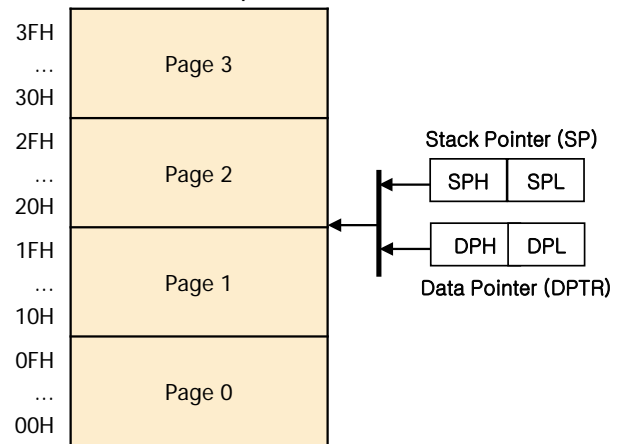 3FH
...
30H
Page 3
2FH
...
20H
Page 2
1FH
...
10H
Page 1
0FH
...
00H
Page 0
Stack Pointer (SP)
SPH SPL
DPH DPL
Data Pointer (DPTR)